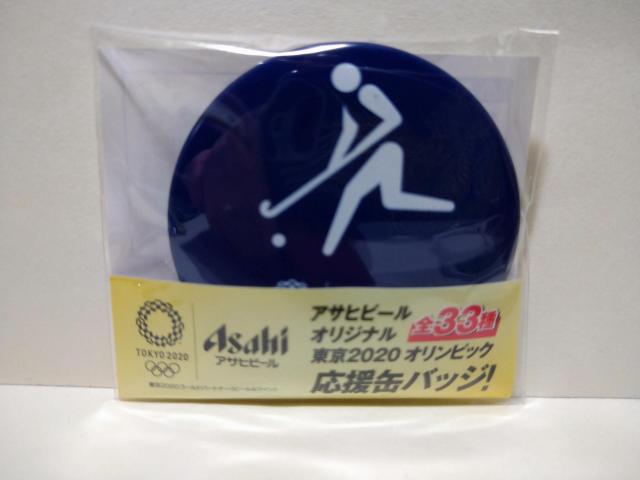 TOKYO 2020
Asahi
アサヒビール
アサヒビール
オリジナル
全33種
東京2020 オリンピック
応援缶バッジ!